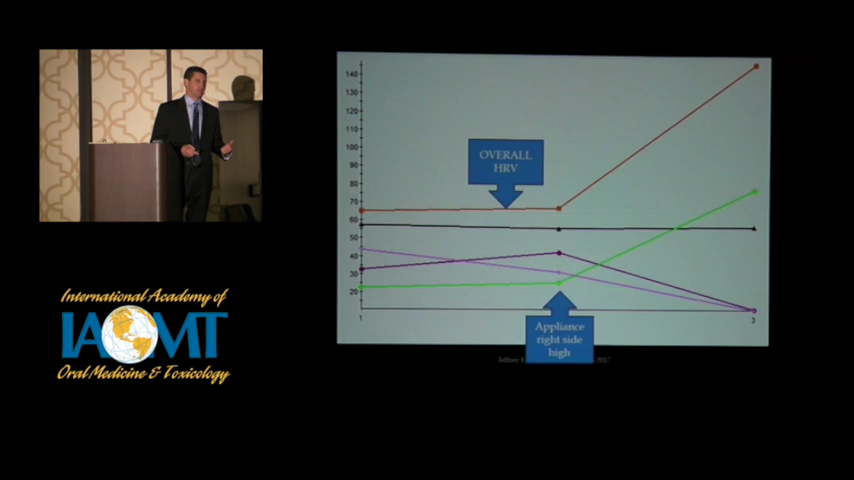 International Academy of
IAOMT
Oral Medicine & Toxicology
140
130
120
110
100
90
80
70
60
50
40
30
20
1
3
OVERALL
HRV
Appliance
right side
high